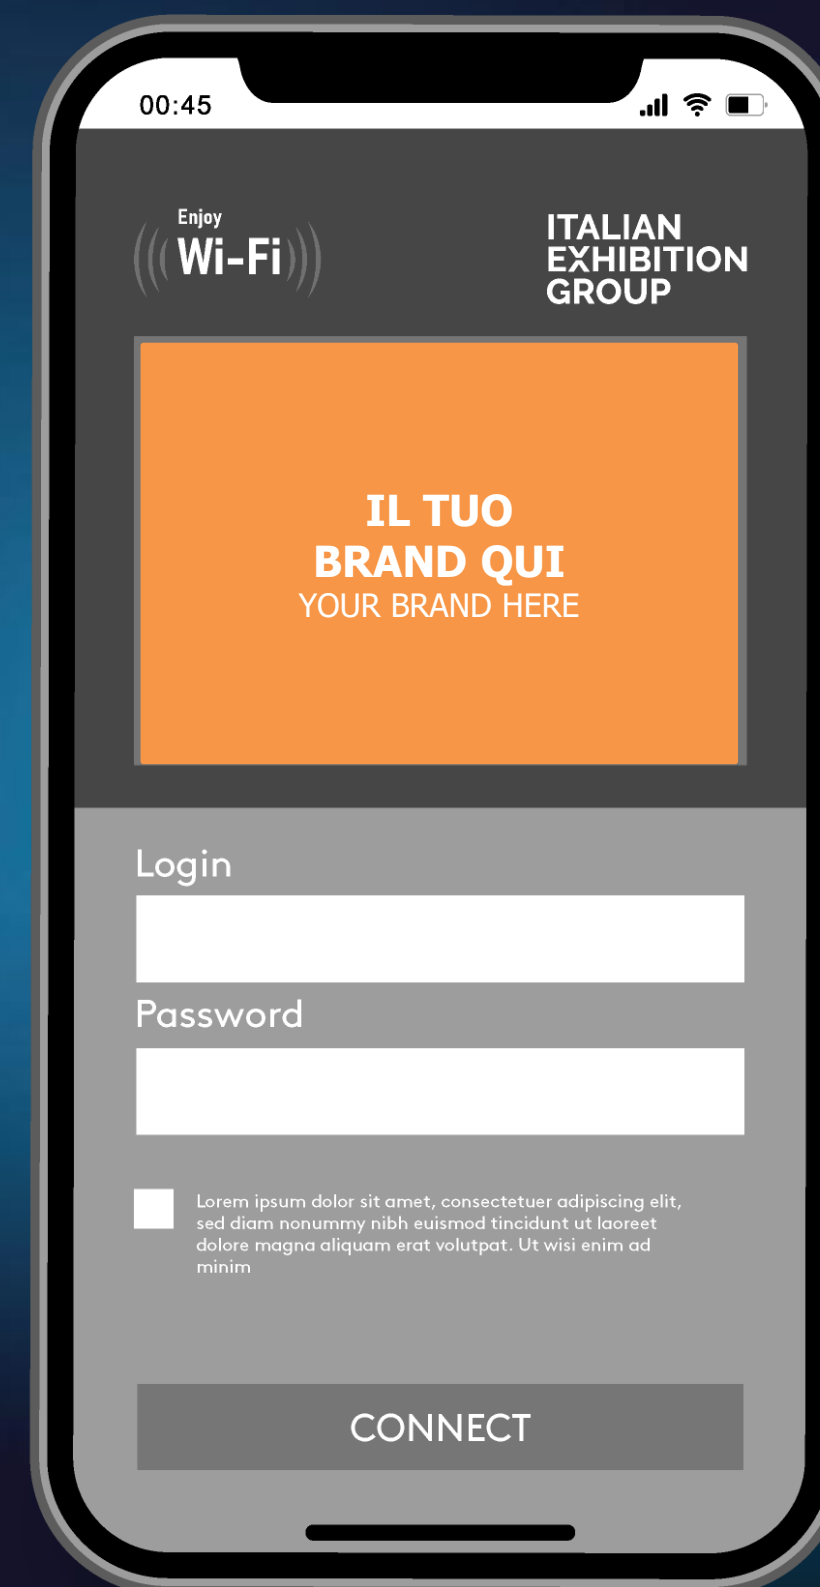 00:45
Enjoy
Wi-Fi
ITALIAN
EXHIBITION
GROUP
IL TUO
BRAND QUI
YOUR BRAND HERE
Login
Password
Lorem ipsum dolor sit amet, consectetuer adipiscing elit,
sed diam nonummy nibh euismod tincidunt ut laoreet
dolore magna aliquam erat volutpat. Ut wisi enim ad
minim
CONNECT